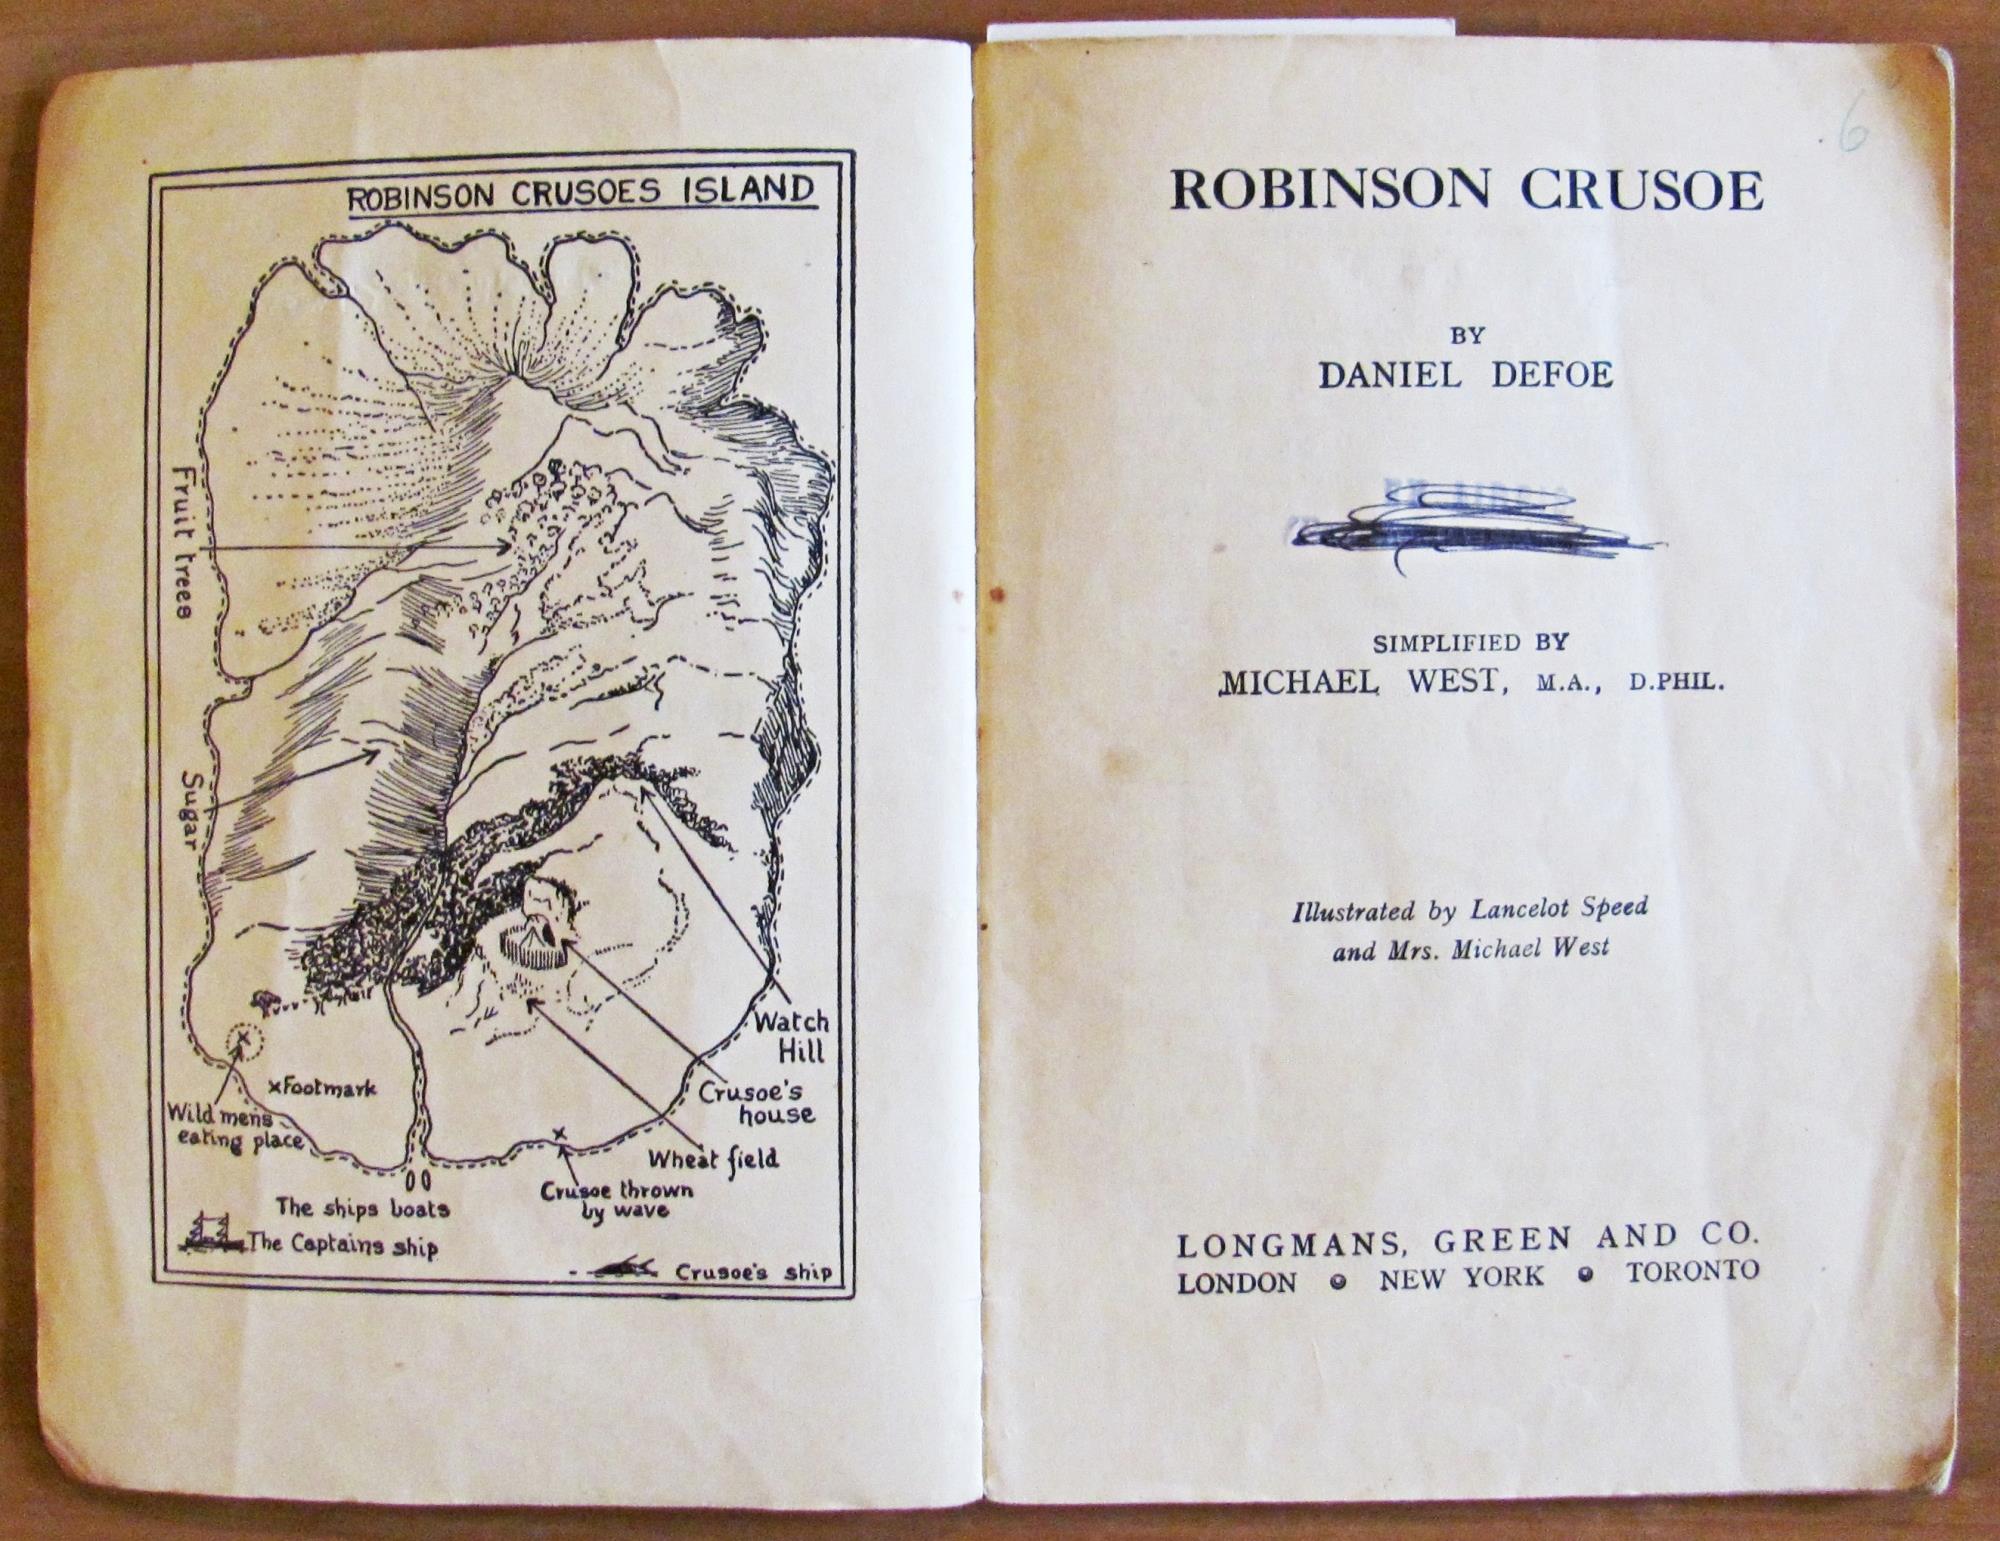 ROBINSON CRUSOES ISLAND
Fruit trees
Sugar
Watch
Hill
Crusoe's
house
Wheat field
Crusoe thrown
by wave
×Footmark
Wild mens
eating place
The ships boats
The Captains ship
Crusoe's ship
6
ROBINSON CRUSOE
BY
DANIEL DEFOE
SIMPLIFIED BY
MICHAEL WEST, M.A., D.PHIL.
Illustrated by Lancelot Speed
and Mrs. Michael West
LONGMANS, GREEN AND CO.
LONDON ● NEW YORK ● TORONTO